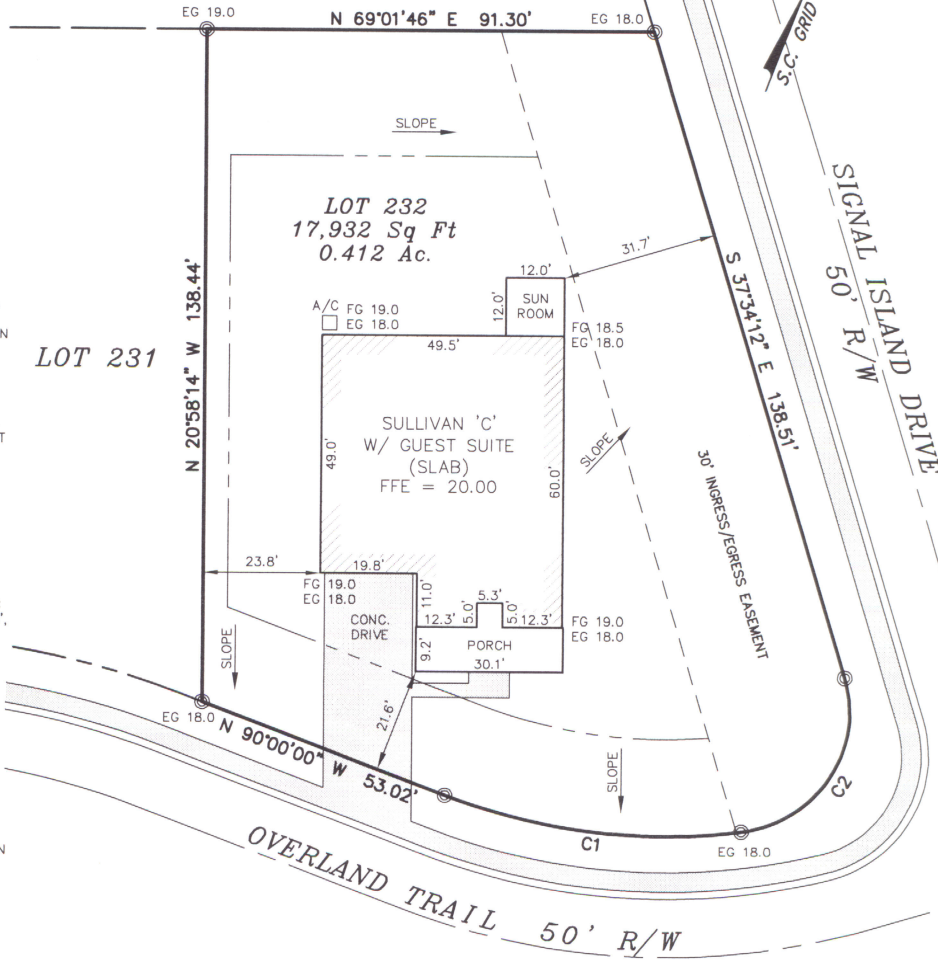 EG 19.0
N 69°01'46" E 91.30'
EG 18.0
S.C. GRID
SLOPE
LOT 232
17,932 Sq Ft
0.412 Ac.
SIGNAL ISLAND DRIVE
50' R/W
31.7'
S 37°34'12" E 138.51'
12.0'
12.0'
SUN
ROOM
A/C
FG 19.0
EG 18.0
FG 18.5
EG 18.0
49.5'
N
LOT 231
N 20°58'14" W 138.44'
T
49.0'
SULLIVAN 'C'
W/ GUEST SUITE
(SLAB)
FFE = 20.00
60.0'
SLOPE
30' INGRESS/EGRESS EASEMENT
23.8'
19.8'
FG 19.0
EG 18.0
11.0'
5.3'
12.3'
5.0'
5.0'
12.3'
FG 19.0
EG 18.0
CONC.
DRIVE
9.2'
PORCH
30.1'
SLOPE
21.6'
EG 18.0
N 90°00'00" W 53.02'
SLOPE
C1
C2
EG 18.0
N
OVERLAND TRAIL 50' R/W